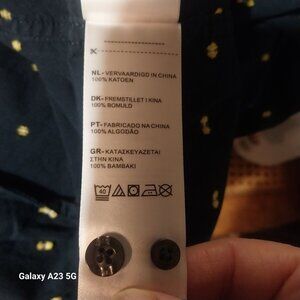 NL- VERVAARDIGD IN CHINA
100% KATOEN
DK- FREMSTILLET I KINA
100% BOMULD
PT- FABRICADO NA CHINA
100% ALGODÃO
GR- ΚΑΤΑΣΚΕΥΑΖΕΤΑΙ
ΣΤΗΝ ΚΙΝΑ
100% ΒΑΜΒΑΚΙ
40
Galaxy A23 5G